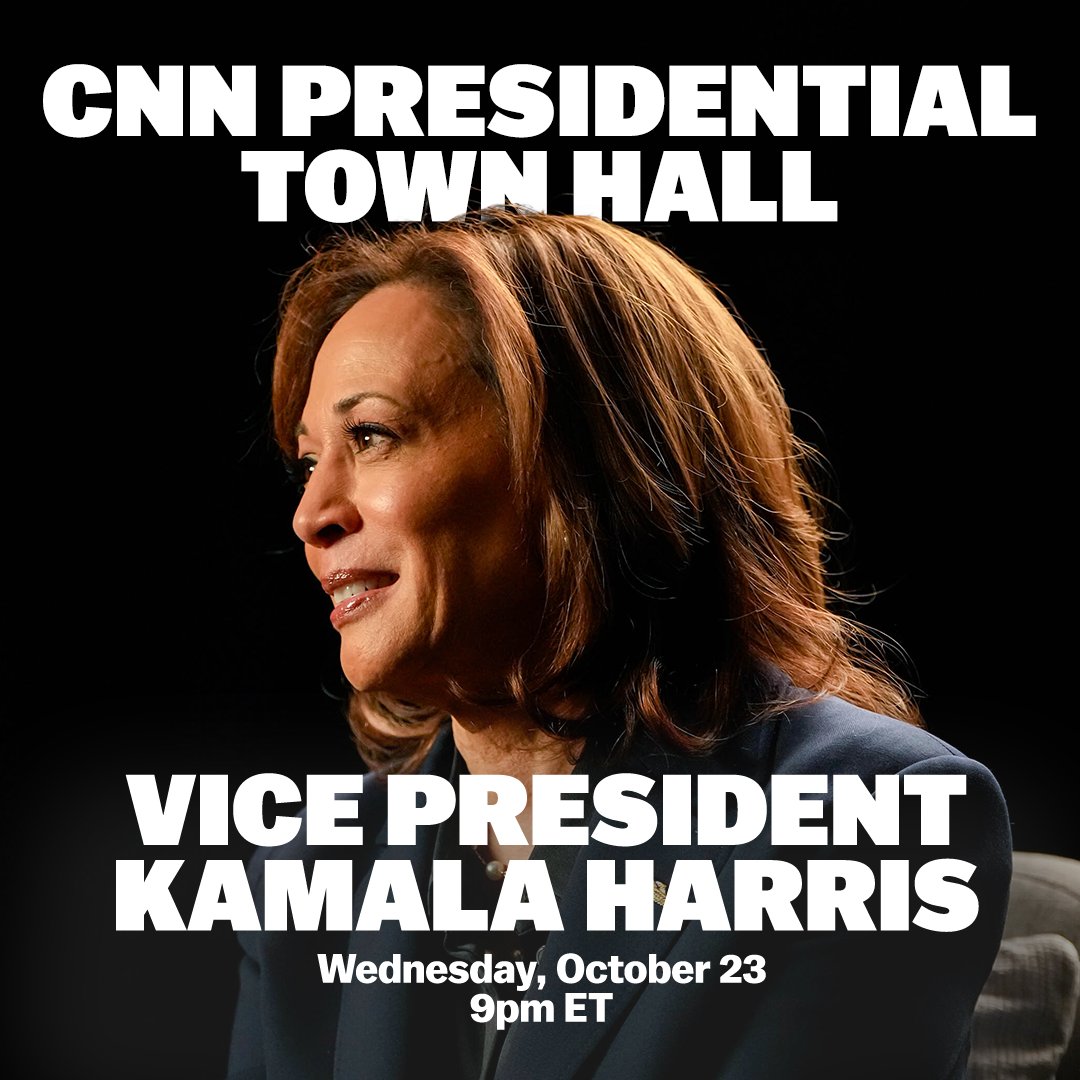 CNN PRESIDENTIAL
TOWN HALL
VICE PRESIDENT
KAMALA HARRIS
Wednesday, October 23
9pm ET